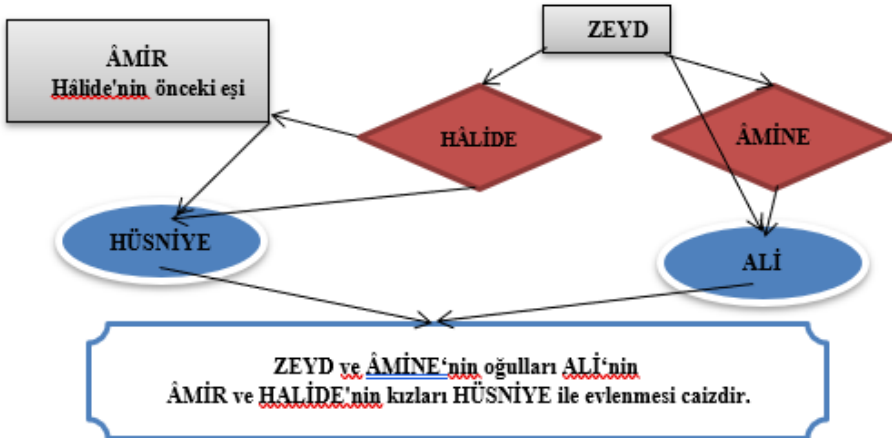 ZEYD
ÂMİR
Hâlide'nin önceki eşi
HÂLİDE
ÂMİNE
HÜSNİYE
ALİ
ZEYD ve ÂMİNE‘nin oğulları ALİ‘nin
ÂMİR ve HALİDE'nin kızları HÜSNİYE ile evlenmesi caizdir.